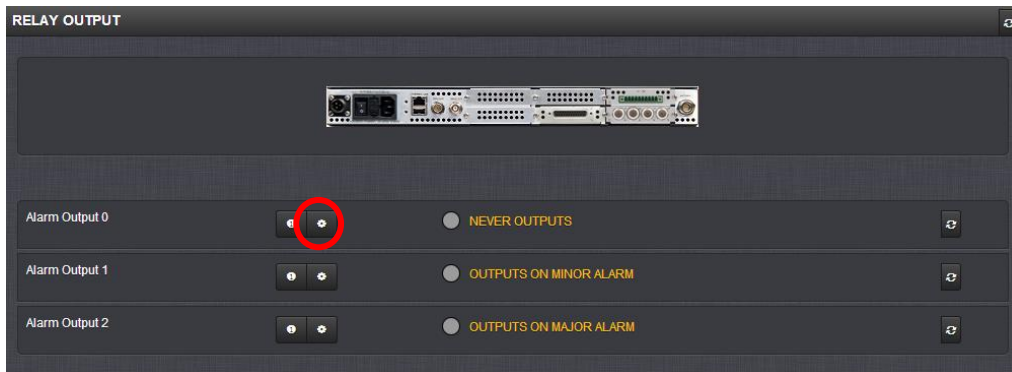 RELAY OUTPUT
Alarm Output 0
NEVER OUTPUTS
Alarm Output 1
OUTPUTS ON MINOR ALARM
Alarm Output 2
OUTPUTS ON MAJOR ALARM